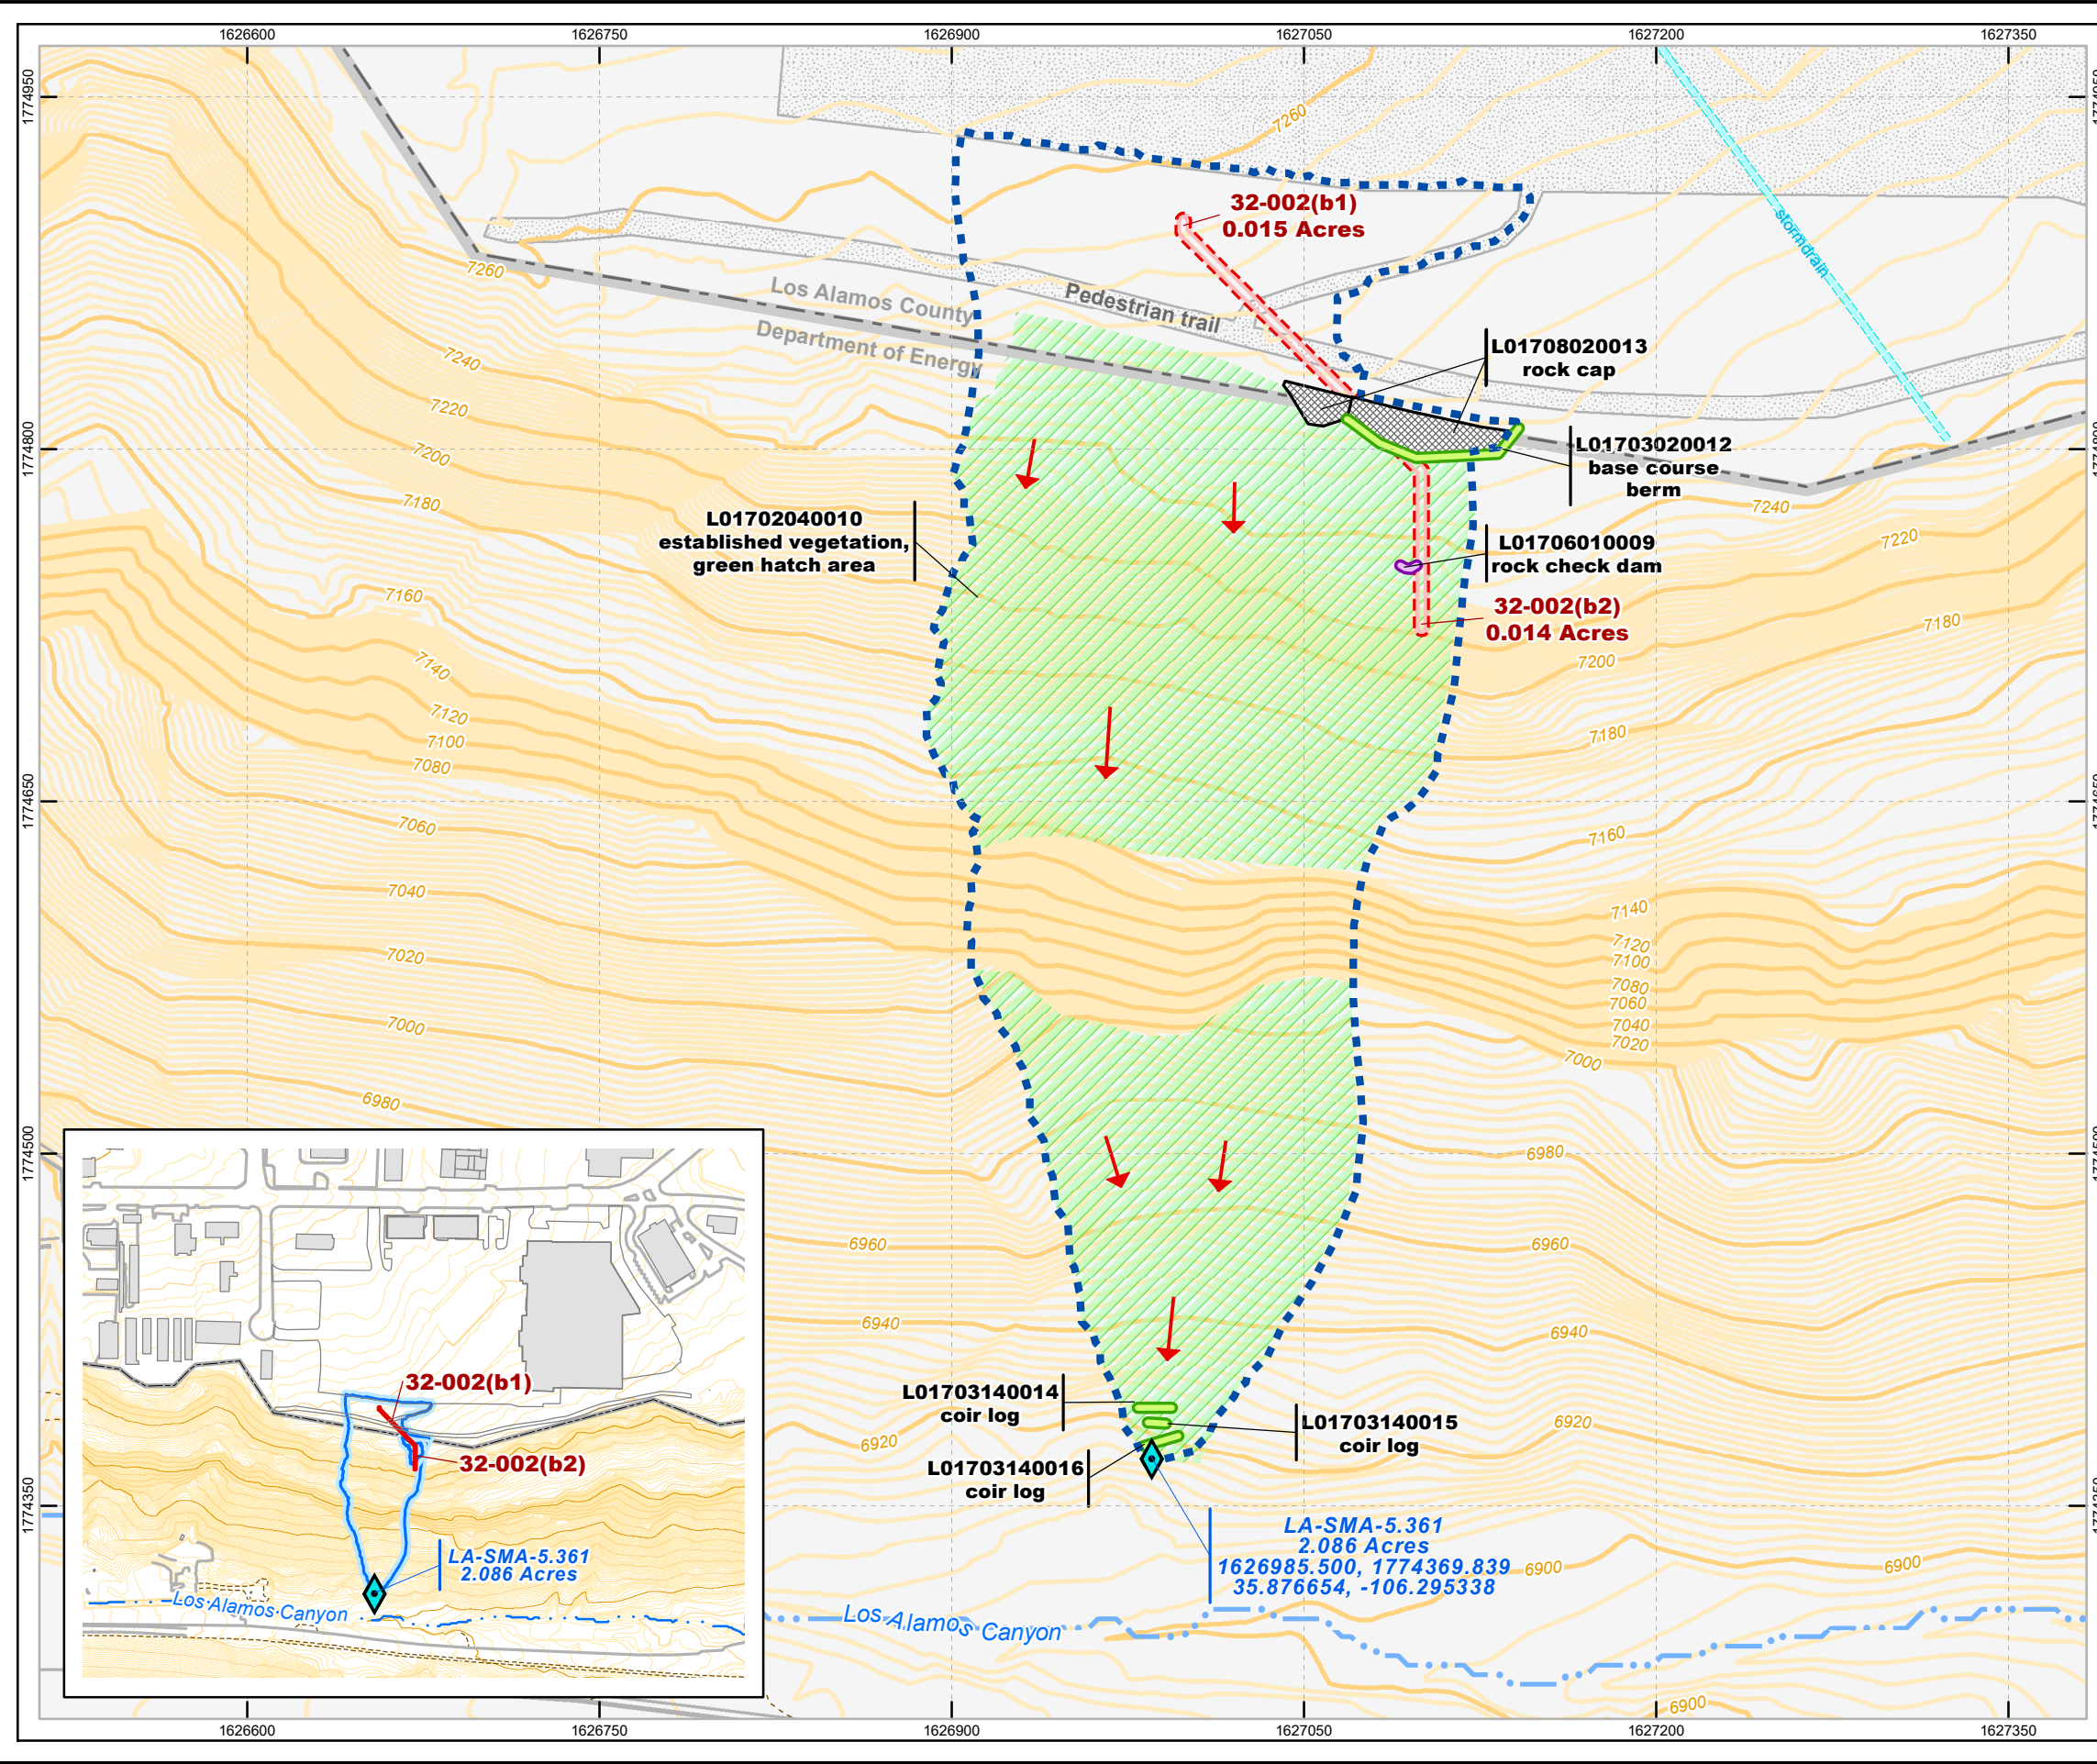 1626600
1626750
1626900
1627050
1627200
1627350
1774950
1774800
1774650
1774500
1774350
7260
stormdrain
32-002(b1)
0.015 Acres
7260
Los Alamos County
Department of Energy
Pedestrian trail
L01708020013
rock cap
L01703020012
base course
berm
L01702040010
established vegetation,
green hatch area
L01706010009
rock check dam
32-002(b2)
0.014 Acres
7240
7220
7200
7180
7160
7140
7120
7100
7080
7060
7040
7020
7000
6980
7240
7220
7180
7200
7180
7160
7140
7120
7100
7080
7060
7040
7020
7000
6980
6960
6960
6940
6940
6920
6920
L01703140014
coir log
L01703140015
coir log
L01703140016
coir log
LA-SMA-5.361
2.086 Acres
1626985.500, 1774369.839
35.876654, -106.295338
6900
6900
6900
Los Alamos Canyon
32-002(b1)
32-002(b2)
LA-SMA-5.361
2.086 Acres
Los Alamos Canyon
1626600
1626750
1626900
1627050
1627200
1627350